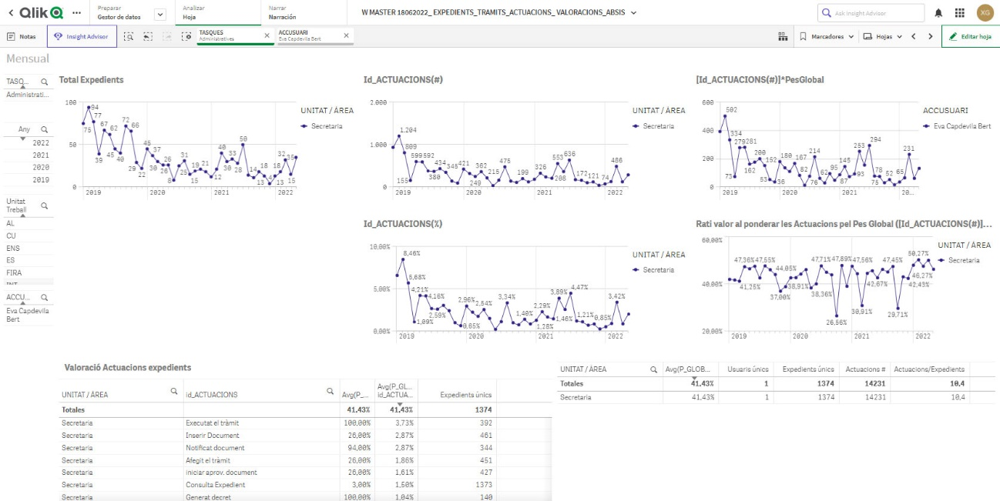 Qlik
Preparar
Gestor de datos
Analizar
Hoja
Narrar
Narración
W MASTER 18062022_ EXPEDIENTS_TRAMITS_ACTUACIONS_VALORACIONS_ABSIS
Ask Insight Advisor
XG
Notas
Insight Advisor
TASQUES
Administratives
ACCUSUARI
Eva Capdevila Bert
Marcadores
Hojas
Editar hoja
Mensual
TASQ...
Administrati...
Any
2022
2021
2020
2019
Unitat
Treball
AL
CU
ENS
ES
FIRA
INT
ACCU...
Eva Capdevila
Bert
Total Expedients
100
50
0
94
77
75
39
67
62
45
40
72
66
29
22
45
37
30
26
26
8
31
25
19
15
21
12
40
33
30
28
50
14
13
18
4
18
13
32
35
15
2019
2020
2021
2022
UNITAT / ÀREA
Secretaria
Id_ACTUACIONS(#)
2.000
1.000
0
1.204
809
155
599
592
380
434
345
421
249
362
215
475
199
326
553
208
636
172
121
74
486
2019
2020
2021
2022
UNITAT / ÀREA
Secretaria
[Id_ACTUACIONS(#)]*PesGlobal
600
400
200
0
502
334
73
279
281
162
200
53
152
36
180
167
82
76
214
62
95
87
145
93
253
294
75
78
52
65
231
2019
2020
2021
20...
ACCUSUARI
Eva Capdevila Bert
Id_ACTUACIONS(%)
10,00%
5,00%
0,00%
8,46%
5,68%
1,09%
4,21%
4,16%
2,59%
0,65%
2,96%
2,54%
3,34%
1,40%
1,28%
2,29%
3,89%
1,46%
4,47%
1,21%
0,85%
3,42%
2019
2020
2021
2022
UNITAT / ÀREA
Secretaria
Rati valor al ponderar les Actuacions pel Pes Global ([Id_ACTUACIONS(#)]...
60,00%
40,00%
20,00%
47,36%
47,55%
41,25%
37,00%
44,05%
38,91%
38,36%
47,71%
26,56%
47,89%
30,91%
47,56%
42,67%
47,45%
29,71%
42,43%
50,27%
46,27%
2019
2020
2021
2022
UNITAT / ÀREA
Secretaria
Valoració Actuacions expedients
UNITAT / ÀREA id_ACTUACIONS Avg(P_... Avg(P_GL... id_ACTUA... Expedients únics
Totales 41,43% 41,43% 1374
Secretaria Executat el tràmit 100,00% 3,73% 392
Secretaria Inserir Document 26,00% 2,87% 461
Secretaria Notificat document 94,00% 2,87% 344
Secretaria Afegit el tràmit 26,00% 1,86% 451
Secretaria iniciar aprov. document 26,00% 1,61% 427
Secretaria Consulta Expedient 3,00% 1,50% 1373
Secretaria Generat decret 100,00% 1,04% 140
UNITAT / ÀREA Avg(P_GLOB... Usuaris únics Expedients únics Actuacions # Actuacions/Expedients
Totales 41,43% 1 1374 14231 10,4
Secretaria 41,43% 1 1374 14231 10,4